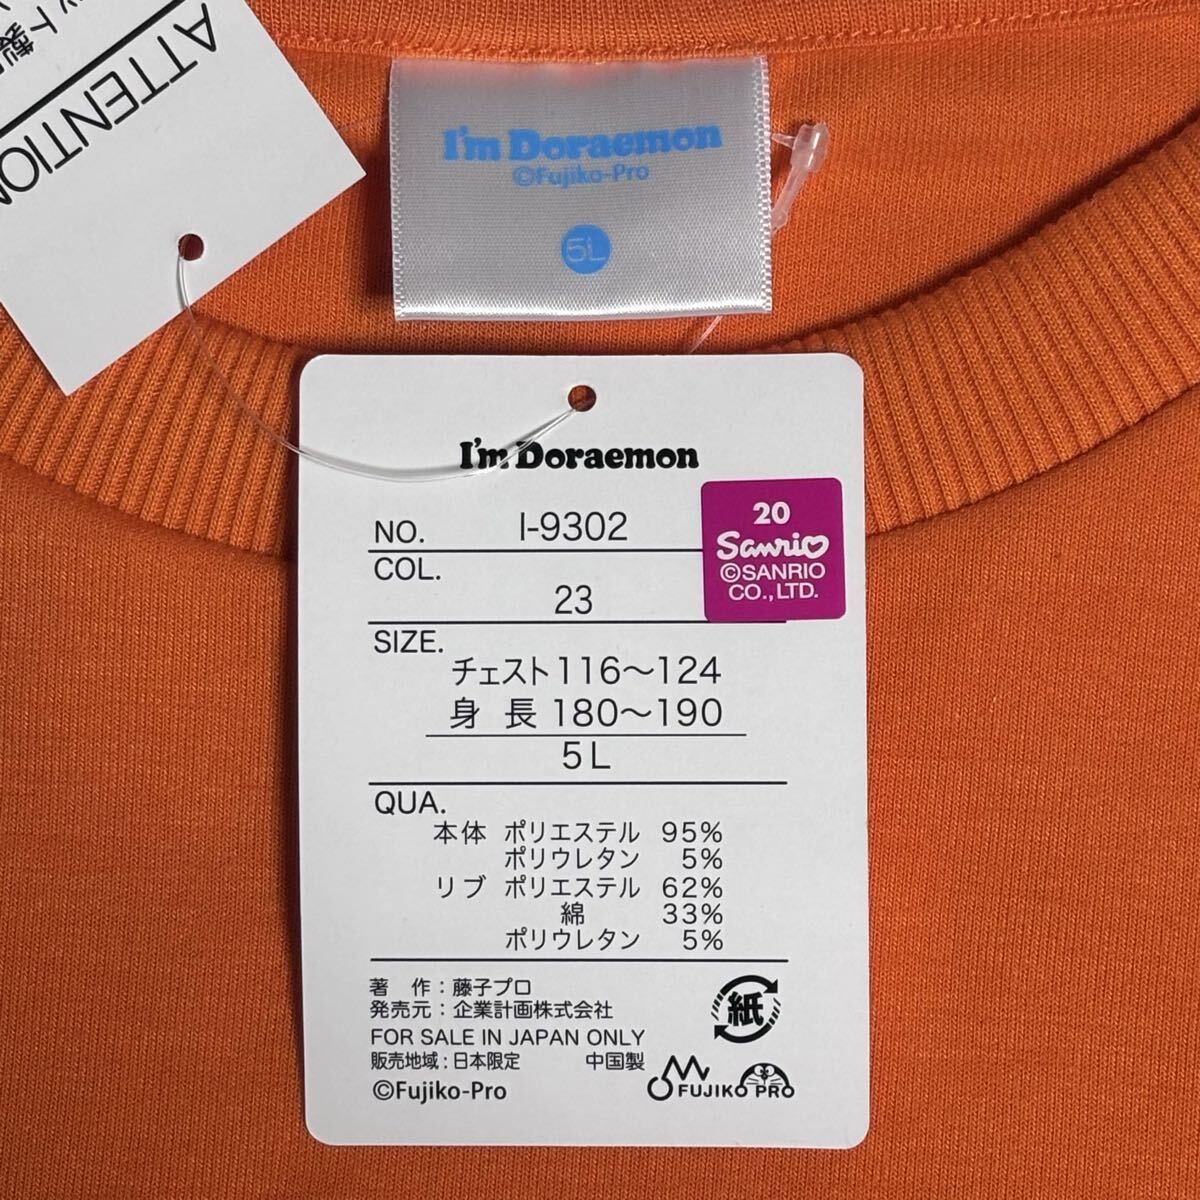 ATTENTION
I'm Doraemon
©Fujiko-Pro
5L
I'm Doraemon
NO. I-9302
COL. 23
20
Sanrio
©SANRIO
CO.,LTD.
SIZE.
チェスト116〜124
身 長 180〜190
5L
QUA.
本体 ポリエステル 95%
ポリウレタン 5%
リブ ポリエステル 62%
綿 33%
ポリウレタン 5%
著 作：藤子プロ
発売元：企業計画株式会社
FOR SALE IN JAPAN ONLY
販売地域：日本限定 中国製
©Fujiko-Pro
紙
FUJIKO PRO